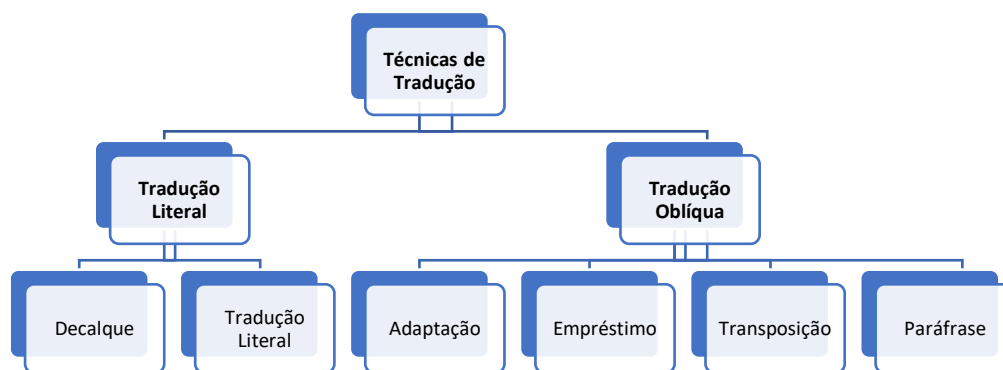 Técnicas de
Tradução
Tradução
Literal
Tradução
Oblíqua
Decalque
Tradução
Literal
Adaptação
Empréstimo
Transposição
Paráfrase